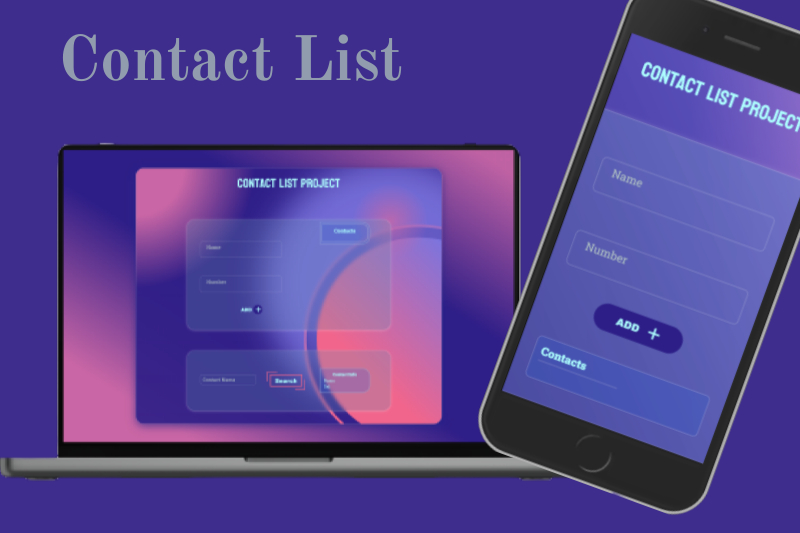 Contact List
CONTACT LIST PROJECT
Contacts
Name
Number
ADD +
Contact Name
Search
CONTACT LIST PROJECT
Name
Number
ADD +
Contacts